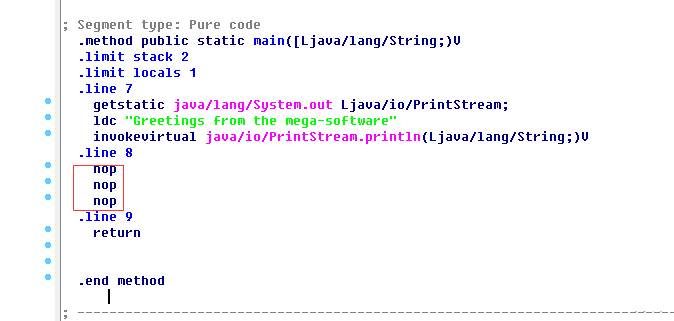 ; Segment type: Pure code
.method public static main([Ljava/lang/String;)V
.limit stack 2
.limit locals 1
.line 7
getstatic java/lang/System.out Ljava/io/PrintStream;
ldc "Greetings from the mega-software"
invokevirtual java/io/PrintStream.println(Ljava/lang/String;)V
.line 8
nop
nop
nop
.line 9
return
.end method
; ---------------------------------------------------------------------------